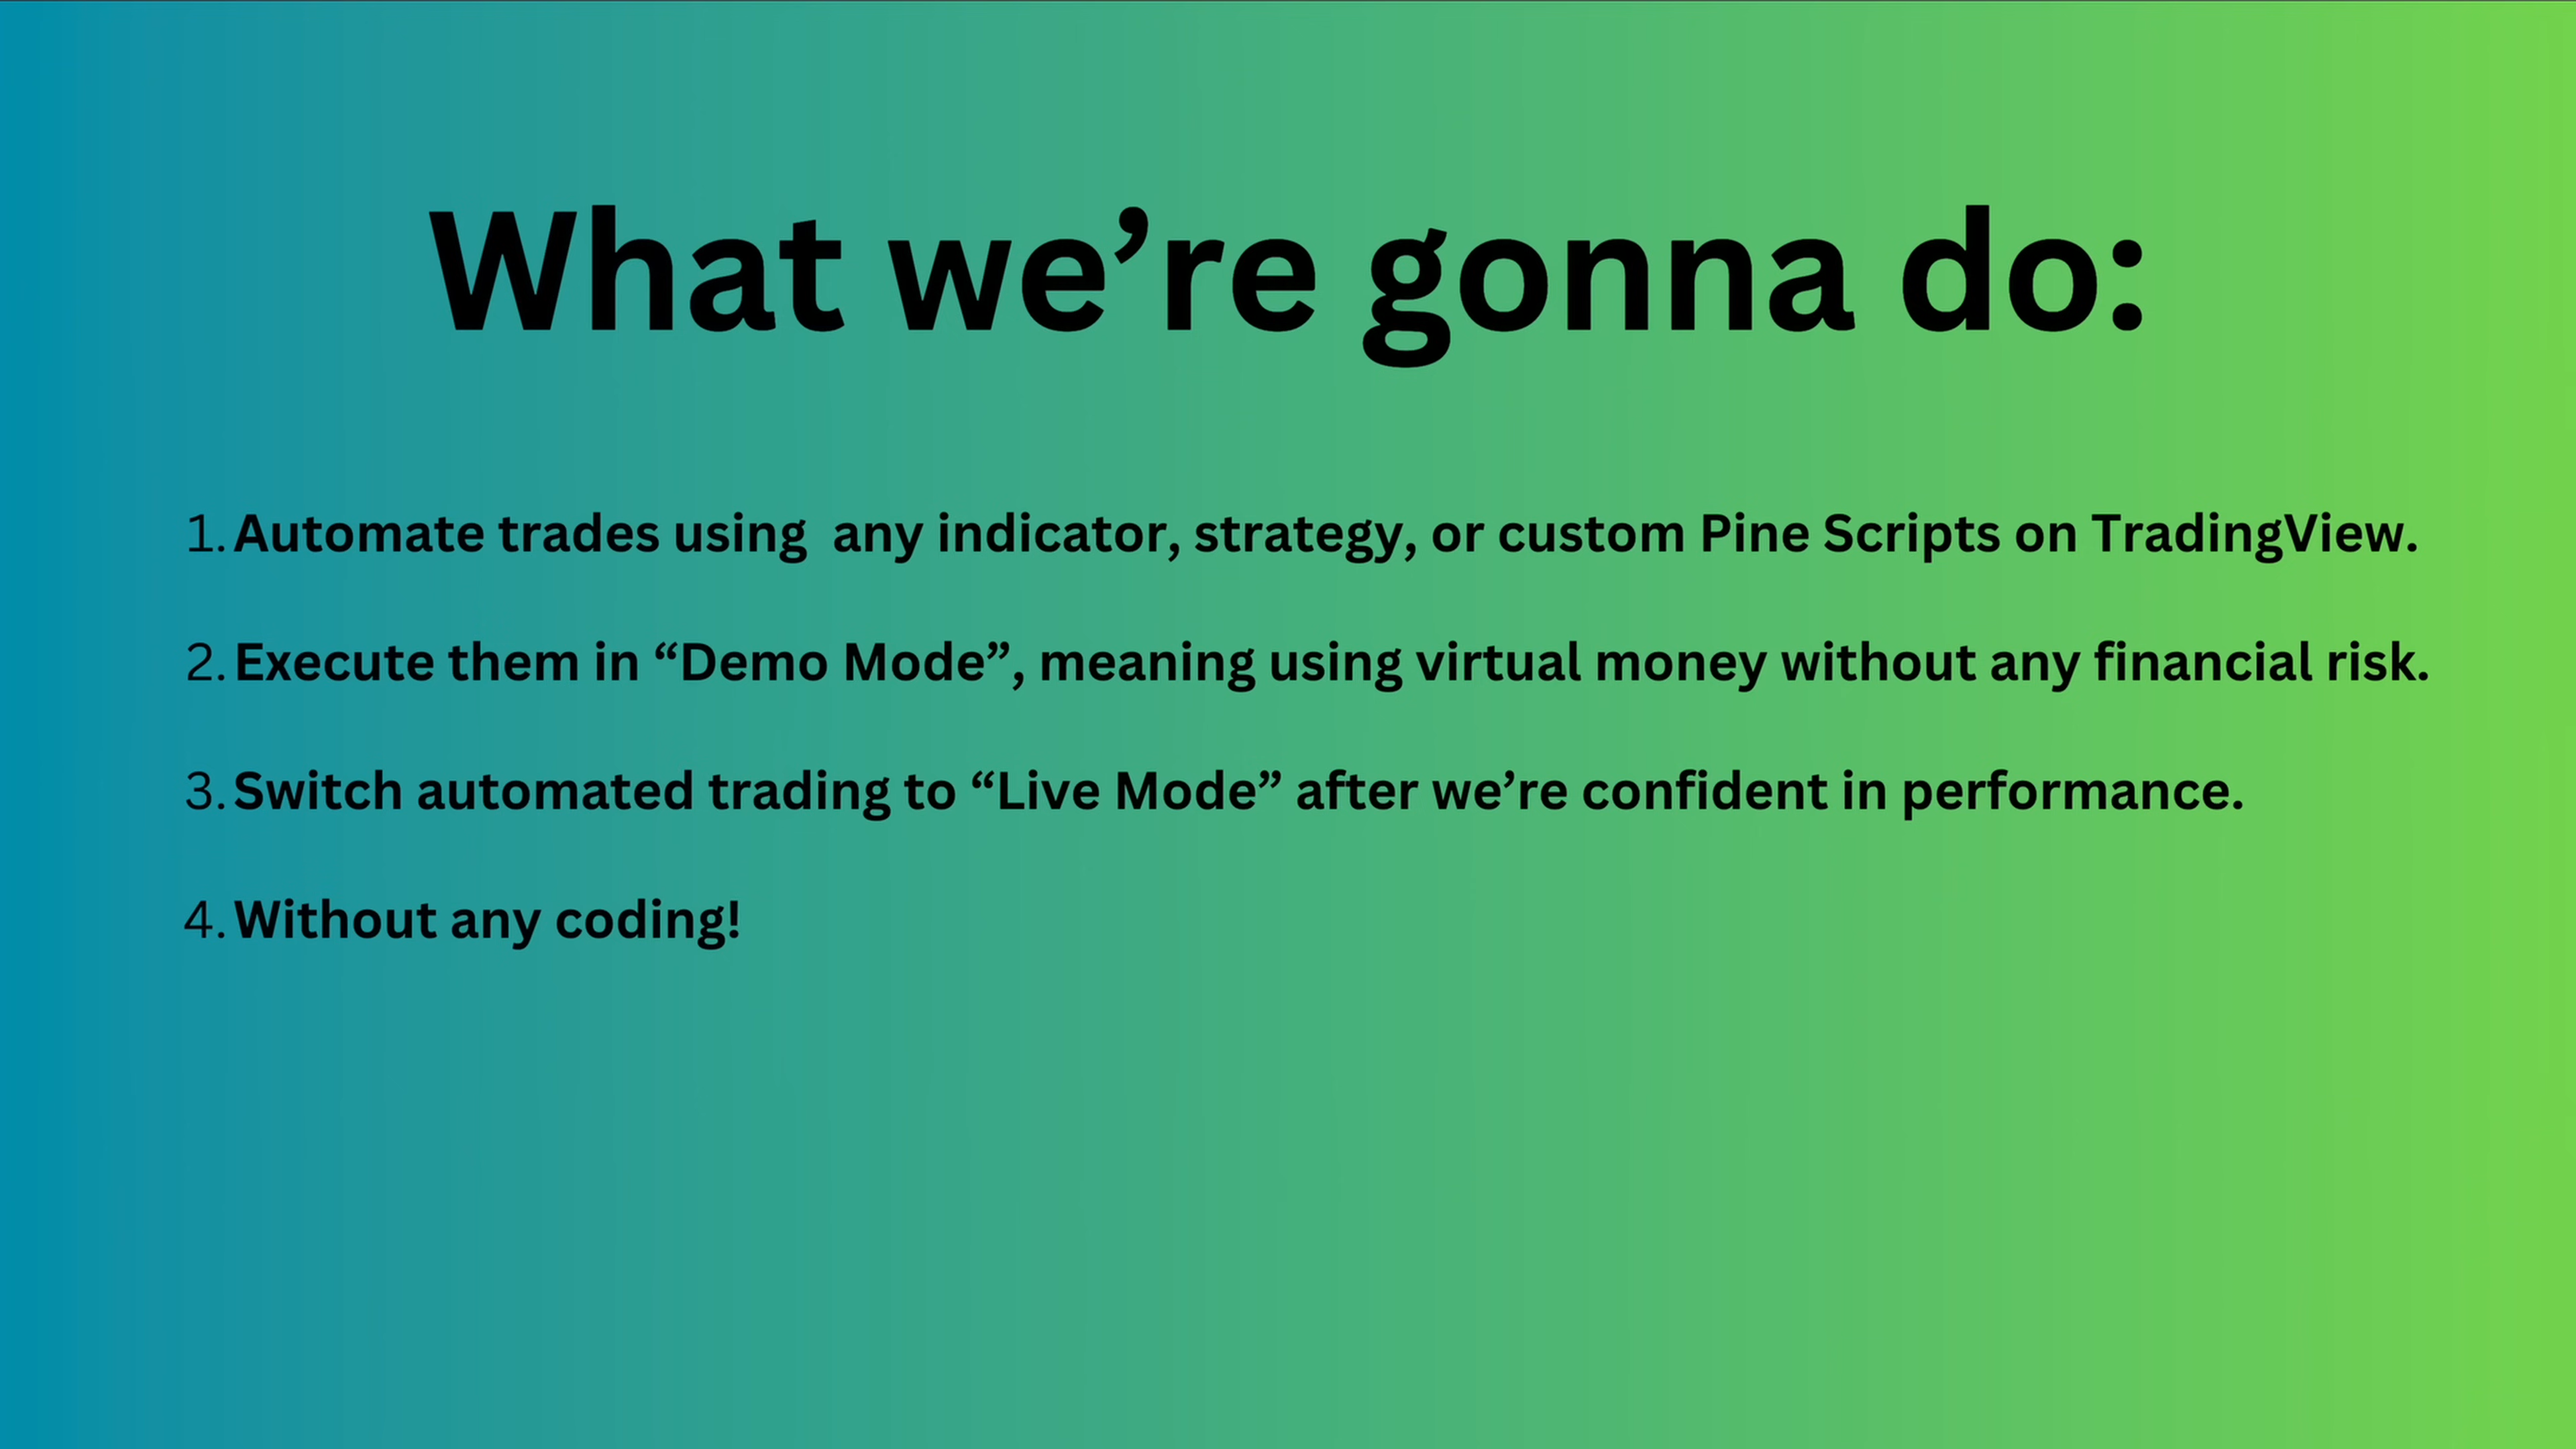 What we’re gonna do:
1. Automate trades using  any indicator, strategy, or custom Pine Scripts on TradingView.
2. Execute them in “Demo Mode”, meaning using virtual money without any financial risk.
3. Switch automated trading to “Live Mode” after we’re confident in performance.
4. Without any coding!